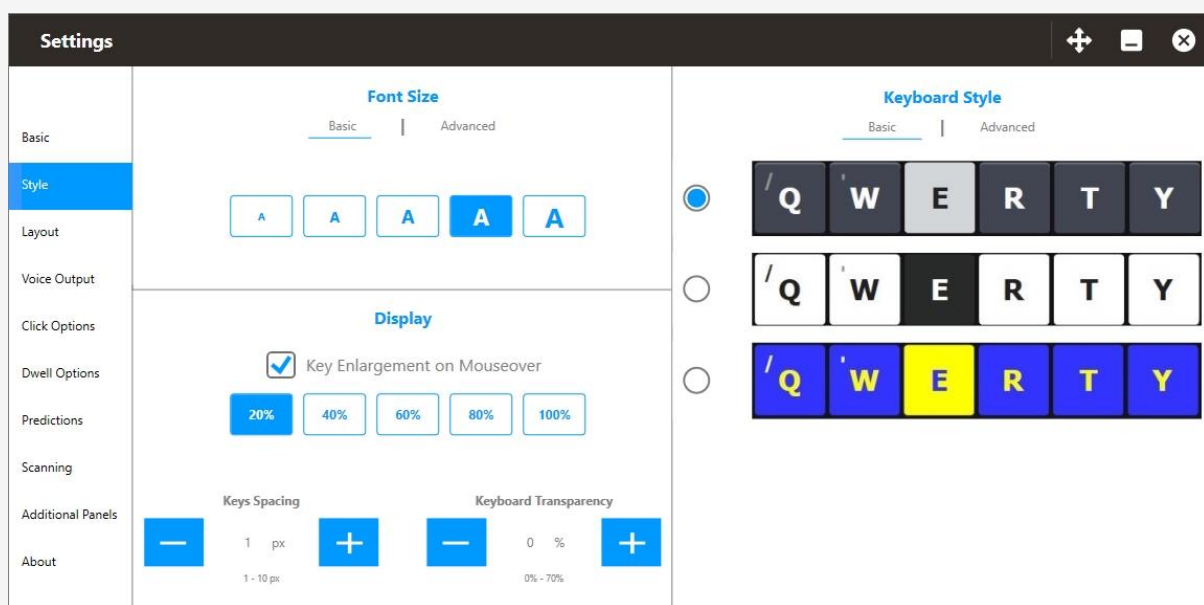 Settings
Basic
Style
Layout
Voice Output
Click Options
Dwell Options
Predictions
Scanning
Additional Panels
About
Font Size
Basic | Advanced
A A A A A
Display
Key Enlargement on Mouseover
20% 40% 60% 80% 100%
Keys Spacing
1 px
1 - 10 px
Keyboard Transparency
0 %
0% - 70%
Keyboard Style
Basic | Advanced
/ Q ' W E R T Y
/ Q ' W E R T Y
/ Q ' W E R T Y